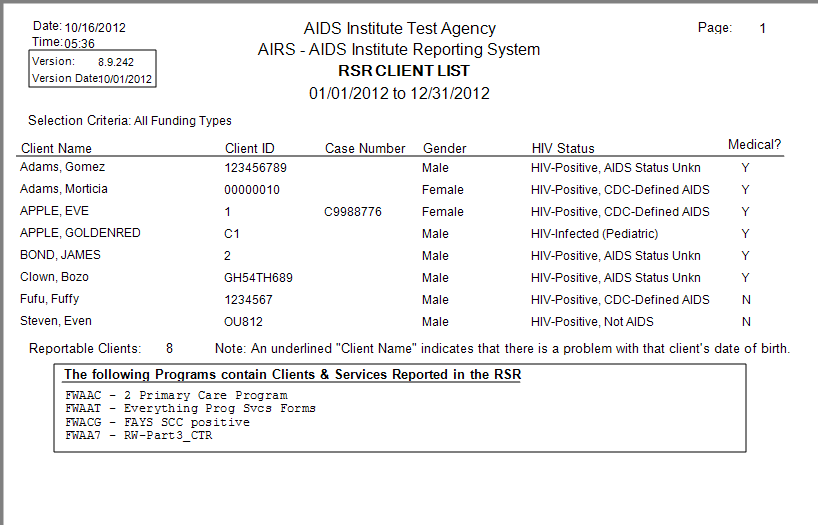 Date: 10/16/2012 AIDS Institute Test Agency Page: 1
Time: 05:36 AIRS - AIDS Institute Reporting System
Version: 8.9.242 RSR CLIENT LIST
Version Date: 10/01/2012 01/01/2012 to 12/31/2012
Selection Criteria: All Funding Types
Client Name Client ID Case Number Gender HIV Status Medical?
Adams, Gomez 123456789 Male HIV-Positive, AIDS Status Unkn Y
Adams, Morticia 00000010 Female HIV-Positive, CDC-Defined AIDS Y
APPLE, EVE 1 C9988776 Female HIV-Positive, CDC-Defined AIDS Y
APPLE, GOLDENRED C1 Male HIV-Infected (Pediatric) Y
BOND, JAMES 2 Male HIV-Positive, AIDS Status Unkn Y
Clown, Bozo GH54TH689 Male HIV-Positive, AIDS Status Unkn Y
Fufu, Fuffy 1234567 Male HIV-Positive, CDC-Defined AIDS N
Steven, Even OU812 Male HIV-Positive, Not AIDS N
Reportable Clients: 8 Note: An underlined "Client Name" indicates that there is a problem with that client's date of birth.
The following Programs contain Clients & Services Reported in the RSR
FWAAC - 2 Primary Care Program
FWAAT - Everything Prog Svcs Forms
FWACG - FAYS SCC positive
FWAA7 - RW-Part3_CTR